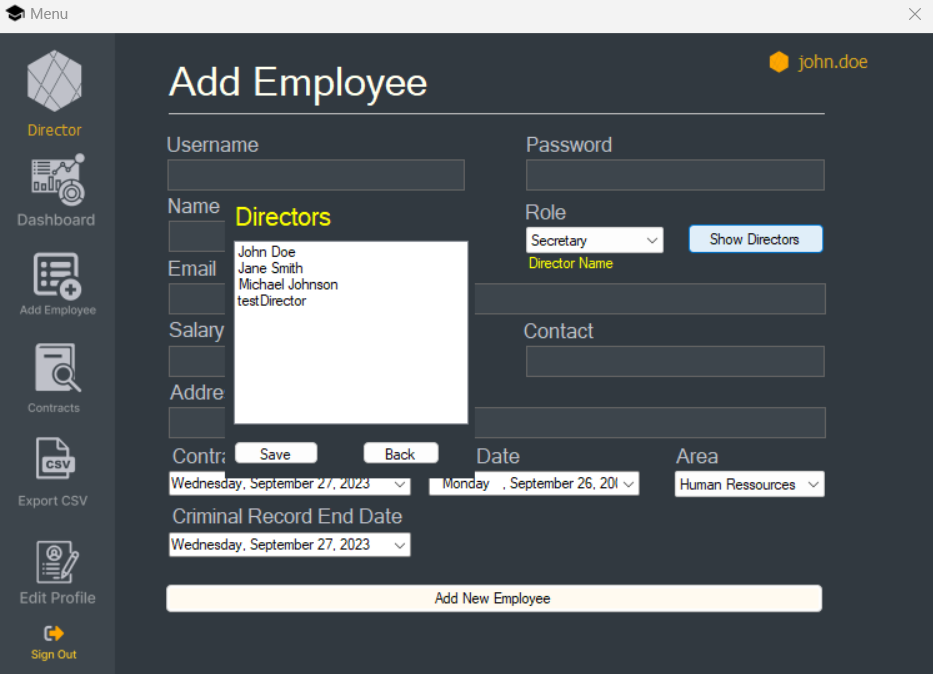 Menu
john.doe
Add Employee
Director
Dashboard
Add Employee
Contracts
CSV
Export CSV
Edit Profile
Sign Out
Username
Password
Name
Role
Secretary
Show Directors
Director Name
Email
Salary
Contact
Addre
Contra
Date
Area
Wednesday, September 27, 2023
Monday , September 26, 200
Human Ressources
Criminal Record End Date
Wednesday, September 27, 2023
Add New Employee
Directors
John Doe
Jane Smith
Michael Johnson
testDirector
Save
Back